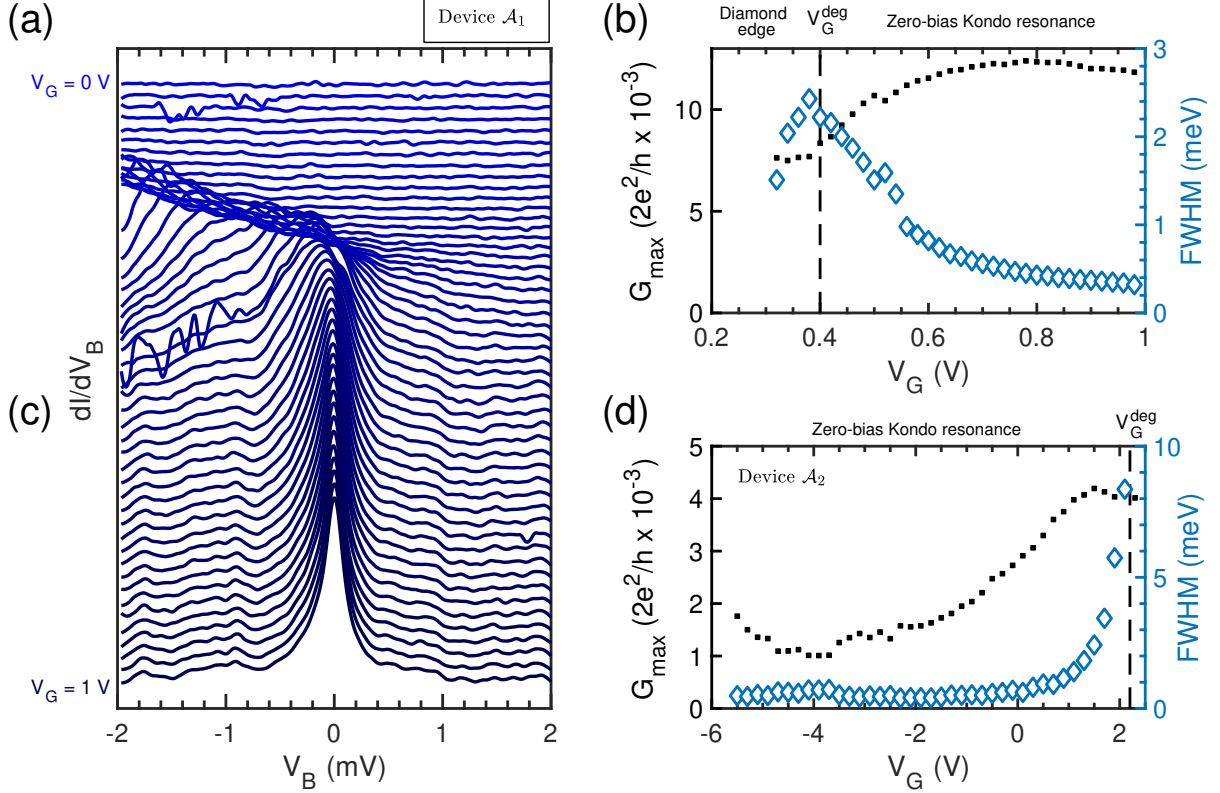 (a)
Device 𝒜₁
V_G = 0 V
(c)
dI/dV_B
V_G = 1 V
-2 -1 0 1 2
V_B (mV)
(b)
Diamond
edge
V_G^deg
Zero-bias Kondo resonance
G_max (2e²/h x 10⁻³)
10
5
0
3
2
1
0
FWHM (meV)
0.2 0.4 0.6 0.8 1
V_G (V)
(d)
Zero-bias Kondo resonance
V_G^deg
Device 𝒜₂
G_max (2e²/h x 10⁻³)
5
4
3
2
1
0
10
5
0
FWHM (meV)
-6 -4 -2 0 2
V_G (V)